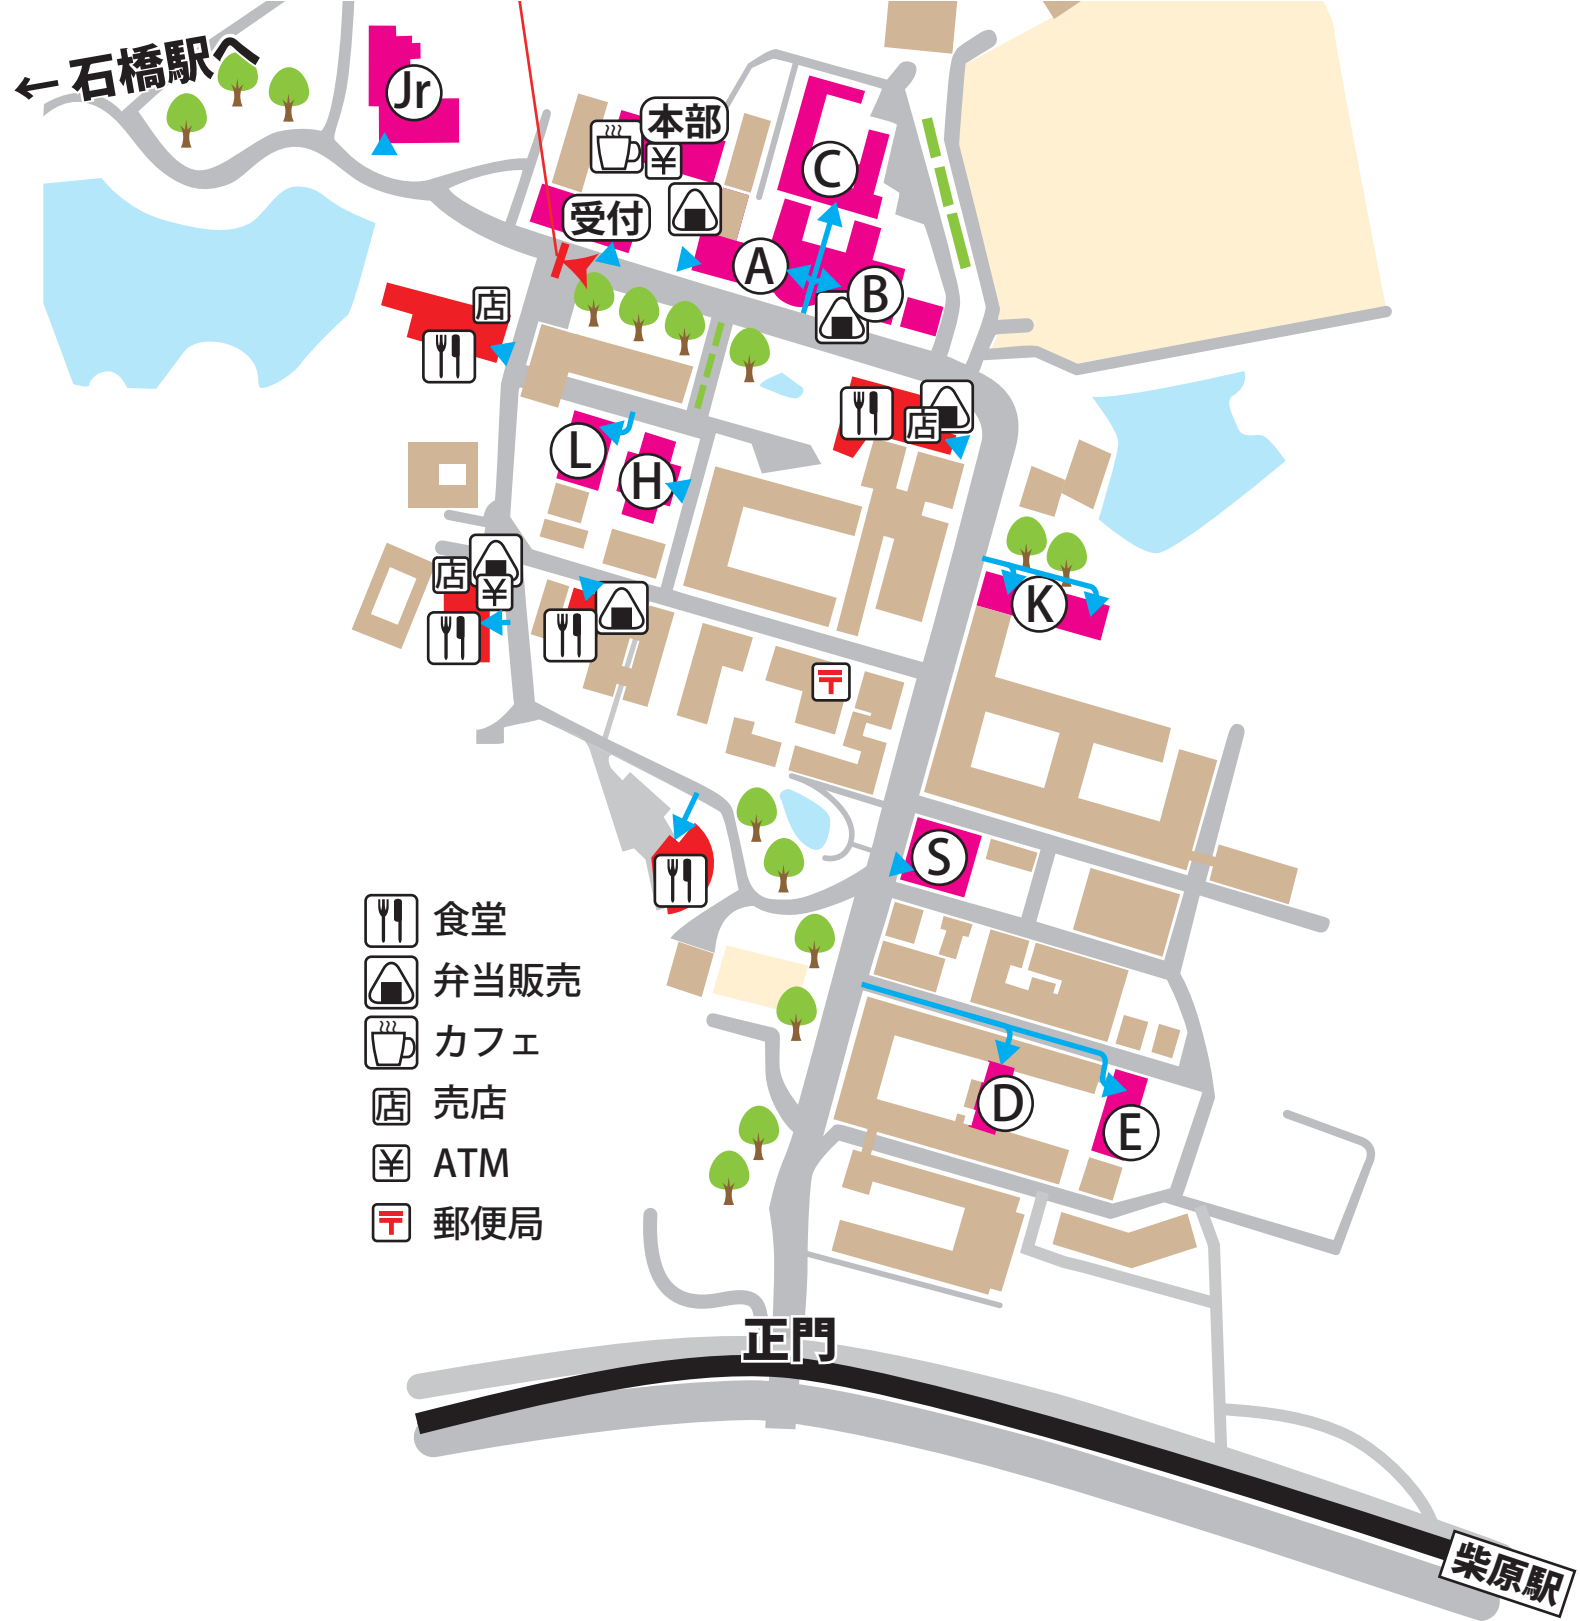 ←石橋駅へ
Jr
本部
¥
C
受付
A
B
店
店
L
H
店
¥
K
〒
S
食堂
弁当販売
カフェ
店 売店
¥ ATM
〒 郵便局
D
E
正門
柴原駅